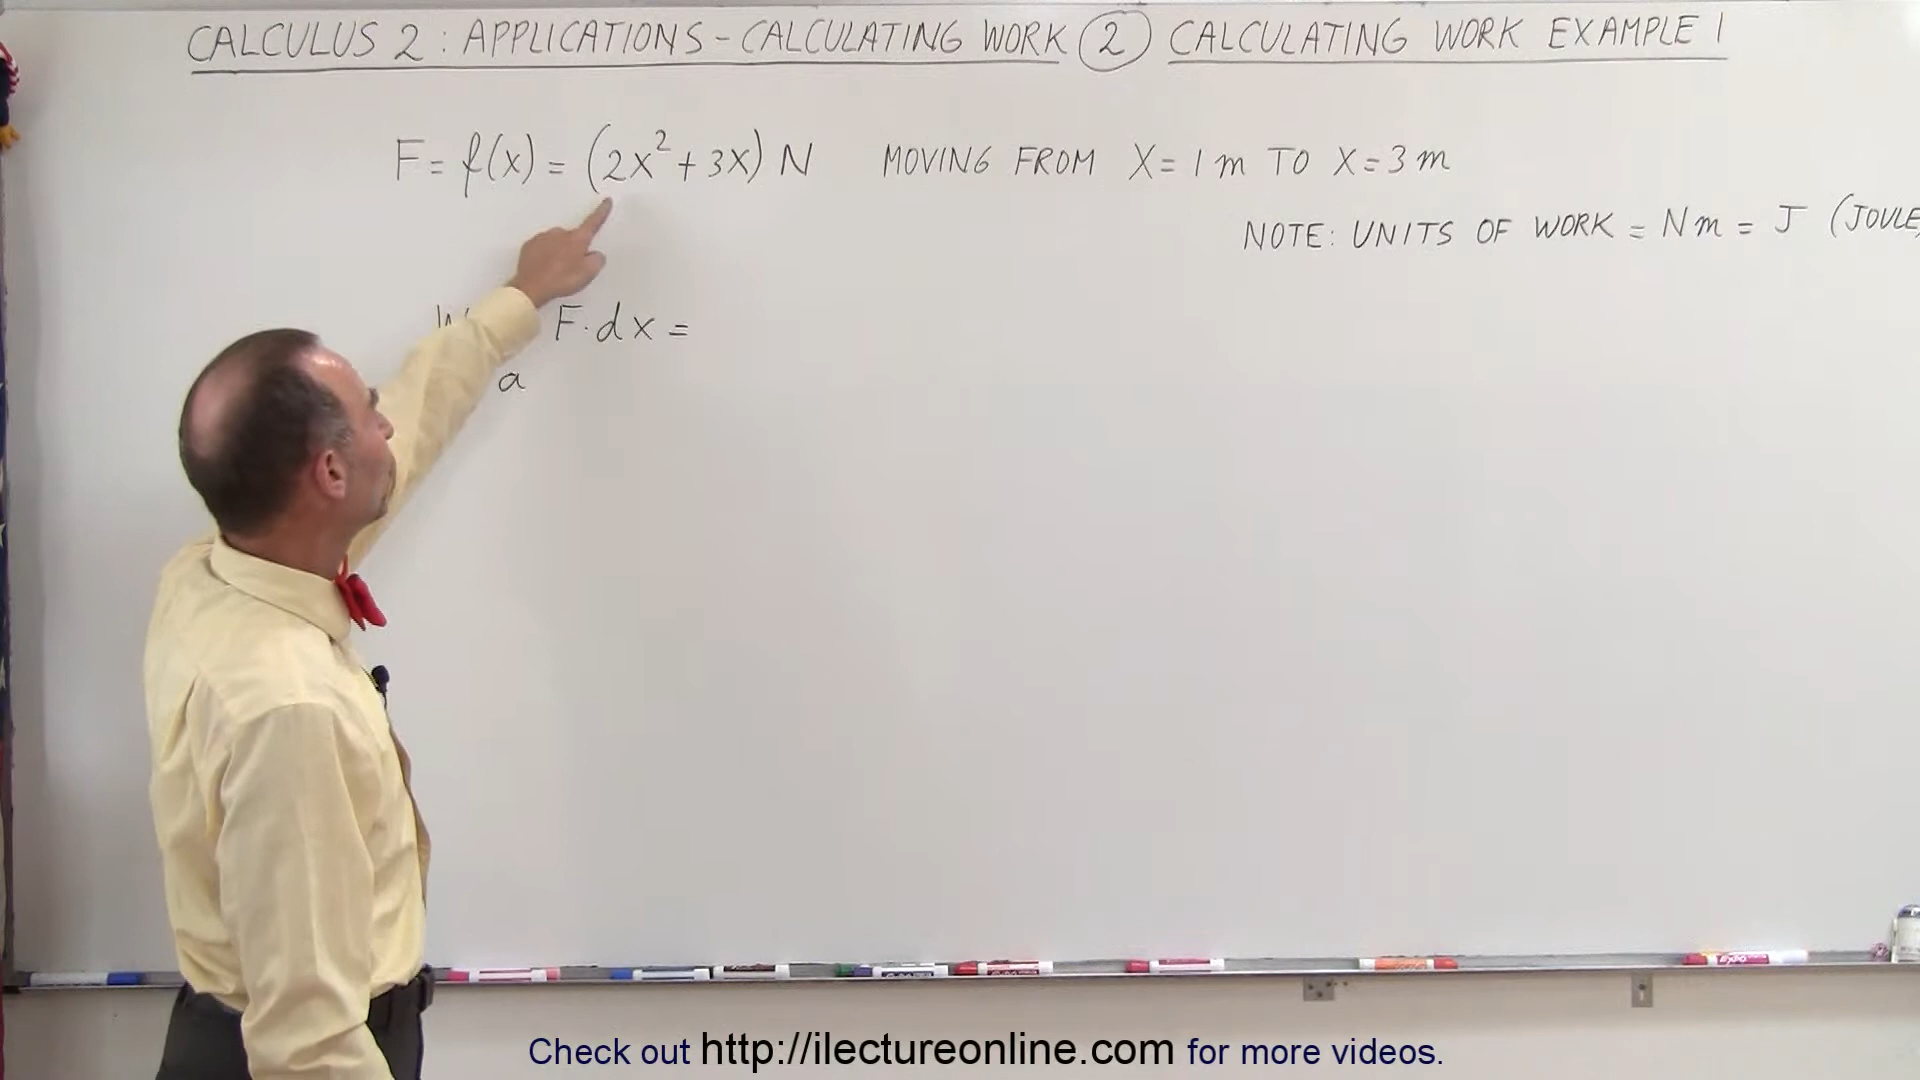 CALCULUS 2 : APPLICATIONS - CALCULATING WORK ② CALCULATING WORK EXAMPLE 1
F = f(x) = (2x² + 3x) N MOVING FROM X = 1 m TO X = 3 m
NOTE: UNITS OF WORK = Nm = J (JOULE
F·dx =
a
Check out http://ilectureonline.com for more videos.